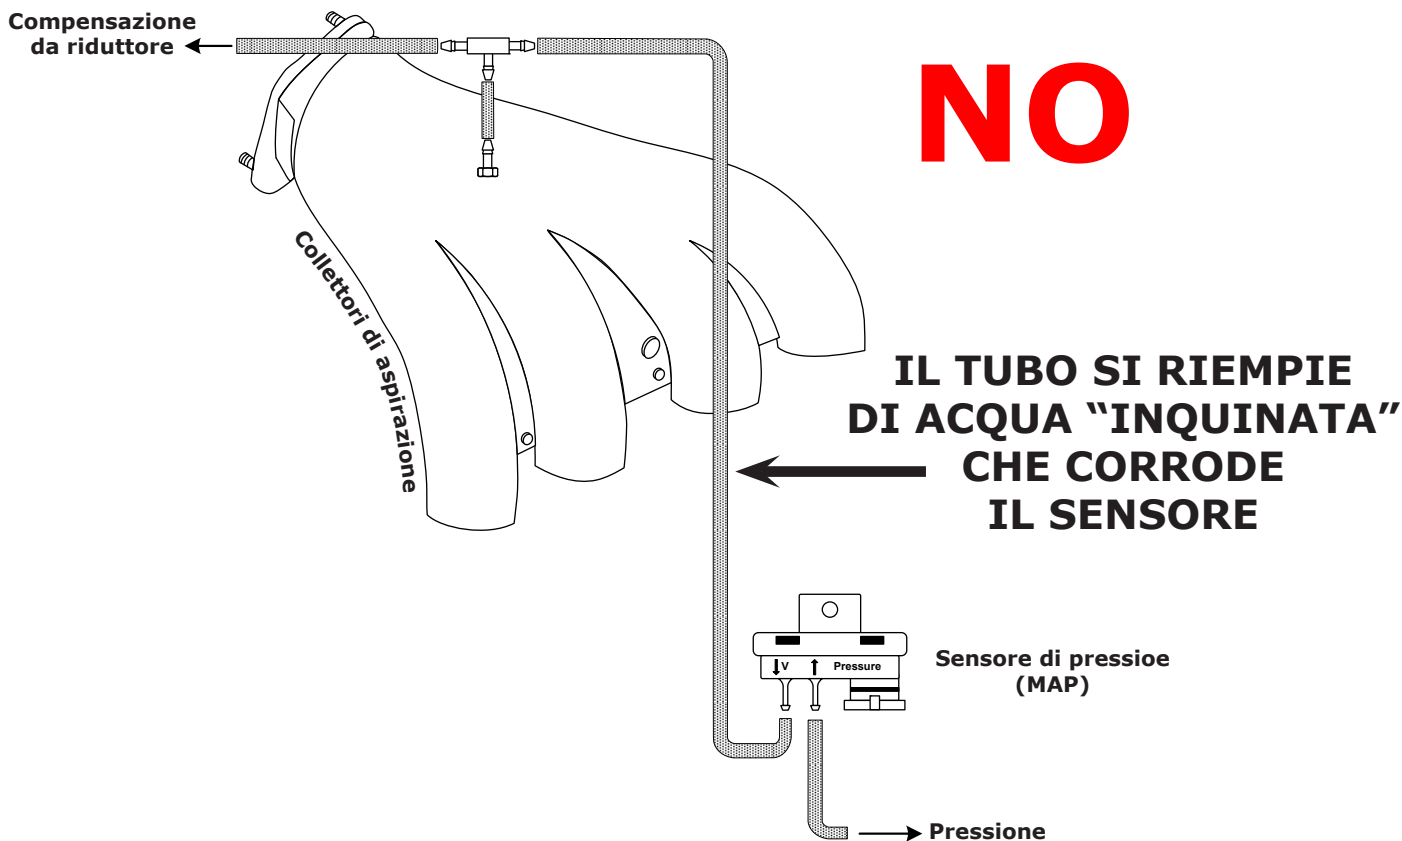 Compensazione
da riduttore
NO
Collettori di aspirazione
IL TUBO SI RIEMPIE
DI ACQUA “INQUINATA”
CHE CORRODE
IL SENSORE
V Pressure
Sensore di pressioe
(MAP)
Pressione